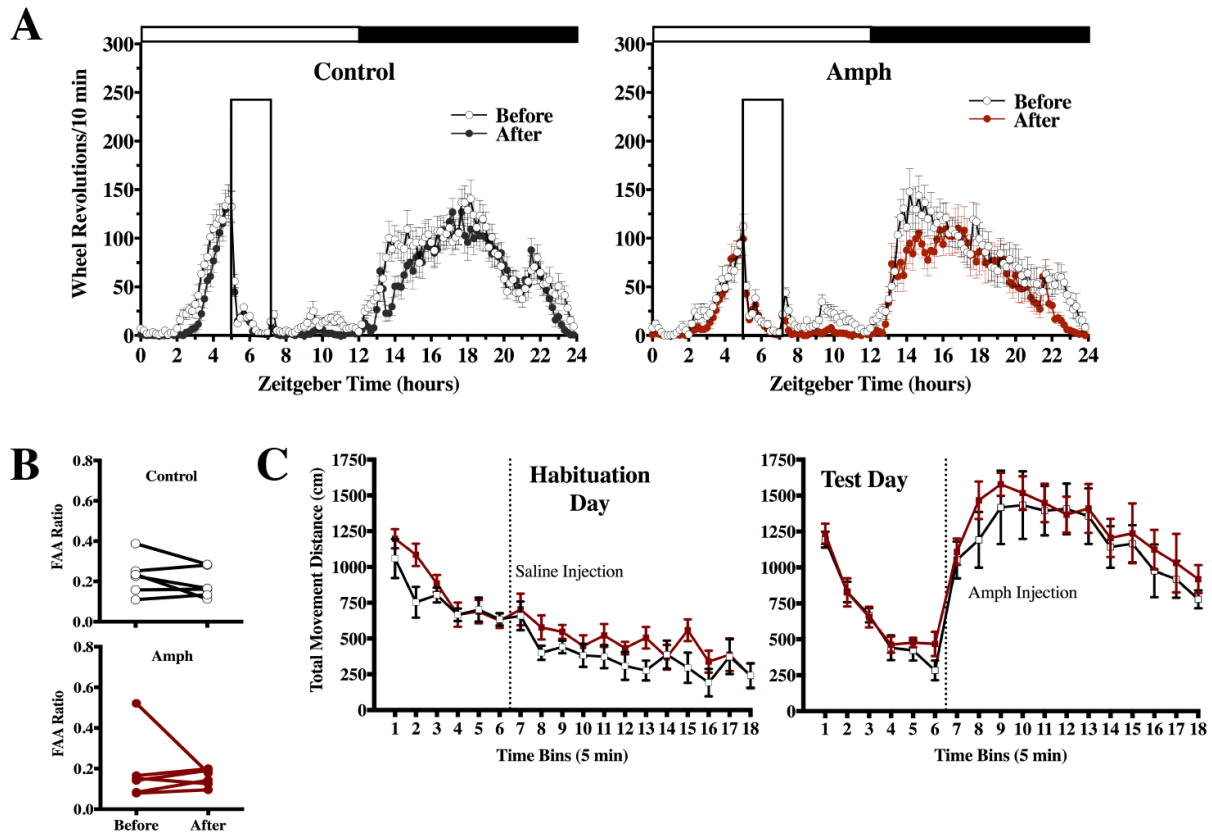 A
Control
Before
After
Wheel Revolutions/10 min
300
250
200
150
100
50
0
0 2 4 6 8 10 12 14 16 18 20 22 24
Zeitgeber Time (hours)
Amph
Before
After
300
250
200
150
100
50
0
0 2 4 6 8 10 12 14 16 18 20 22 24
Zeitgeber Time (hours)
B
Control
FAA Ratio
0.8
0.6
0.4
0.2
0.0
Amph
FAA Ratio
0.8
0.6
0.4
0.2
0.0
Before After
C
Habituation
Day
Saline Injection
Total Movement Distance (cm)
1750
1500
1250
1000
750
500
250
0
1 2 3 4 5 6 7 8 9 10 11 12 13 14 15 16 17 18
Time Bins (5 min)
Test Day
Amph Injection
1750
1500
1250
1000
750
500
250
0
1 2 3 4 5 6 7 8 9 10 11 12 13 14 15 16 17 18
Time Bins (5 min)